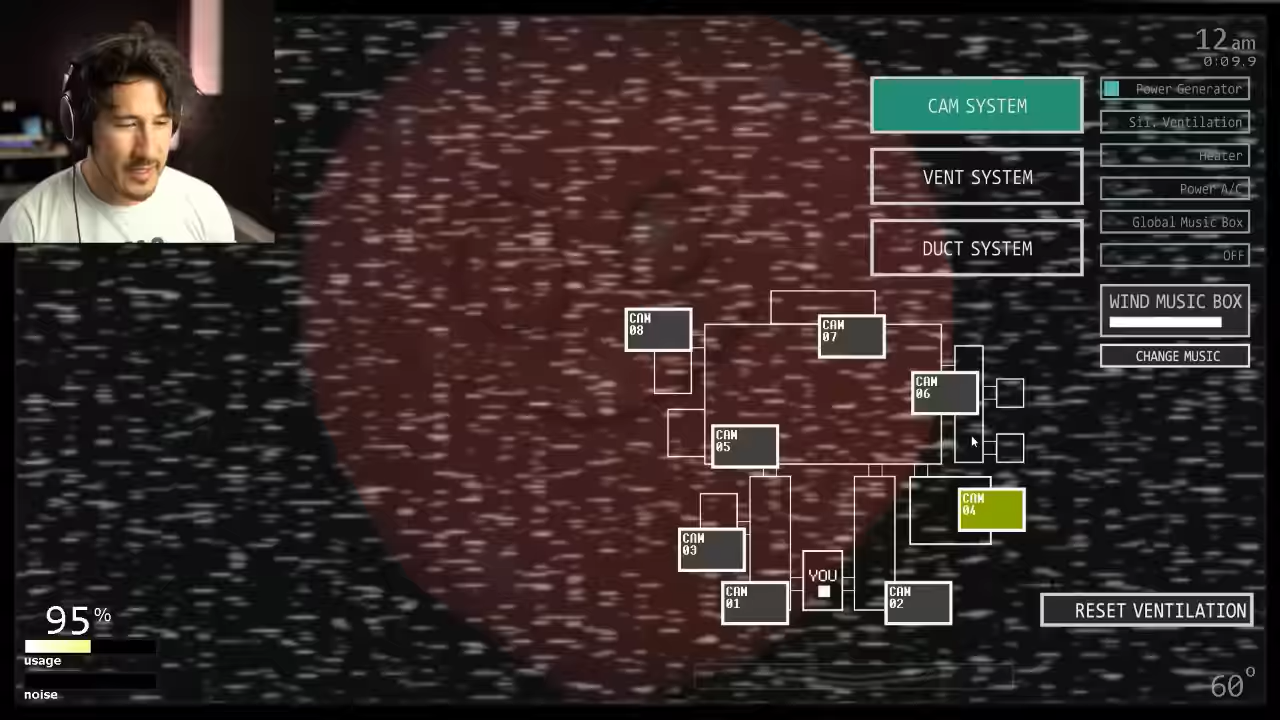 12 am
0:09.9
CAM SYSTEM
VENT SYSTEM
DUCT SYSTEM
Power Generator
Sil. Ventilation
Heater
Power A/C
Global Music Box
OFF
WIND MUSIC BOX
CHANGE MUSIC
CAM
08
CAM
07
CAM
06
CAM
05
CAM
04
CAM
03
CAM
01
YOU
CAM
02
RESET VENTILATION
95%
usage
noise
60°